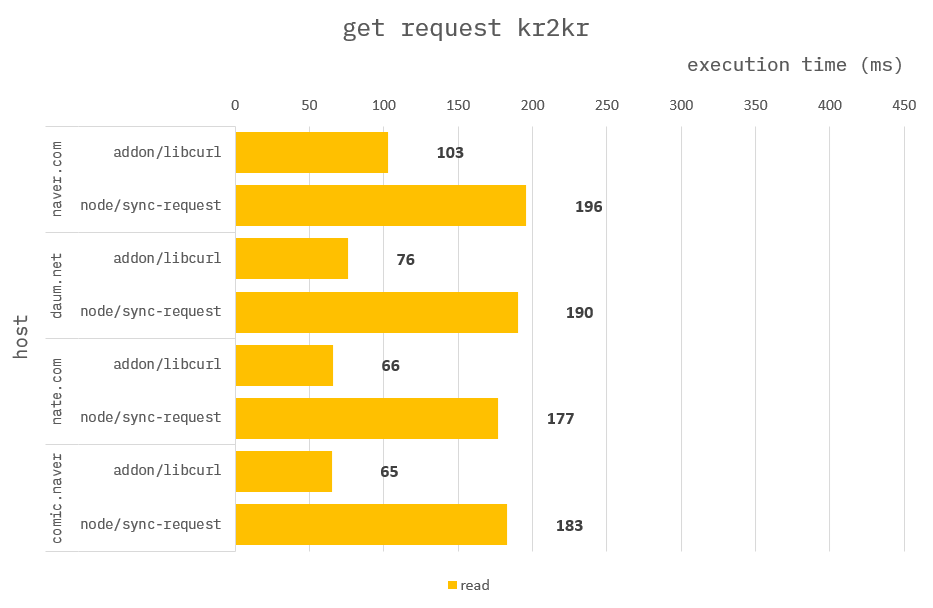 get request kr2kr
execution time (ms)
0 50 100 150 200 250 300 350 400 450
host
naver.com
addon/libcurl 103
node/sync-request 196
daum.net
addon/libcurl 76
node/sync-request 190
nate.com
addon/libcurl 66
node/sync-request 177
comic.naver
addon/libcurl 65
node/sync-request 183
read